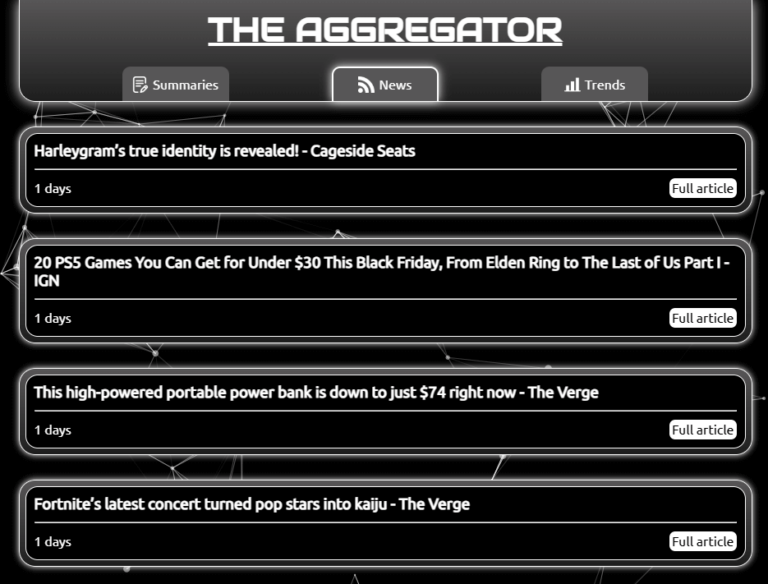 THE AGGREGATOR
Summaries
News
Trends
Harleygram’s true identity is revealed! - Cageside Seats
1 days
Full article
20 PS5 Games You Can Get for Under $30 This Black Friday, From Elden Ring to The Last of Us Part I -
IGN
1 days
Full article
This high-powered portable power bank is down to just $74 right now - The Verge
1 days
Full article
Fortnite’s latest concert turned pop stars into kaiju - The Verge
1 days
Full article